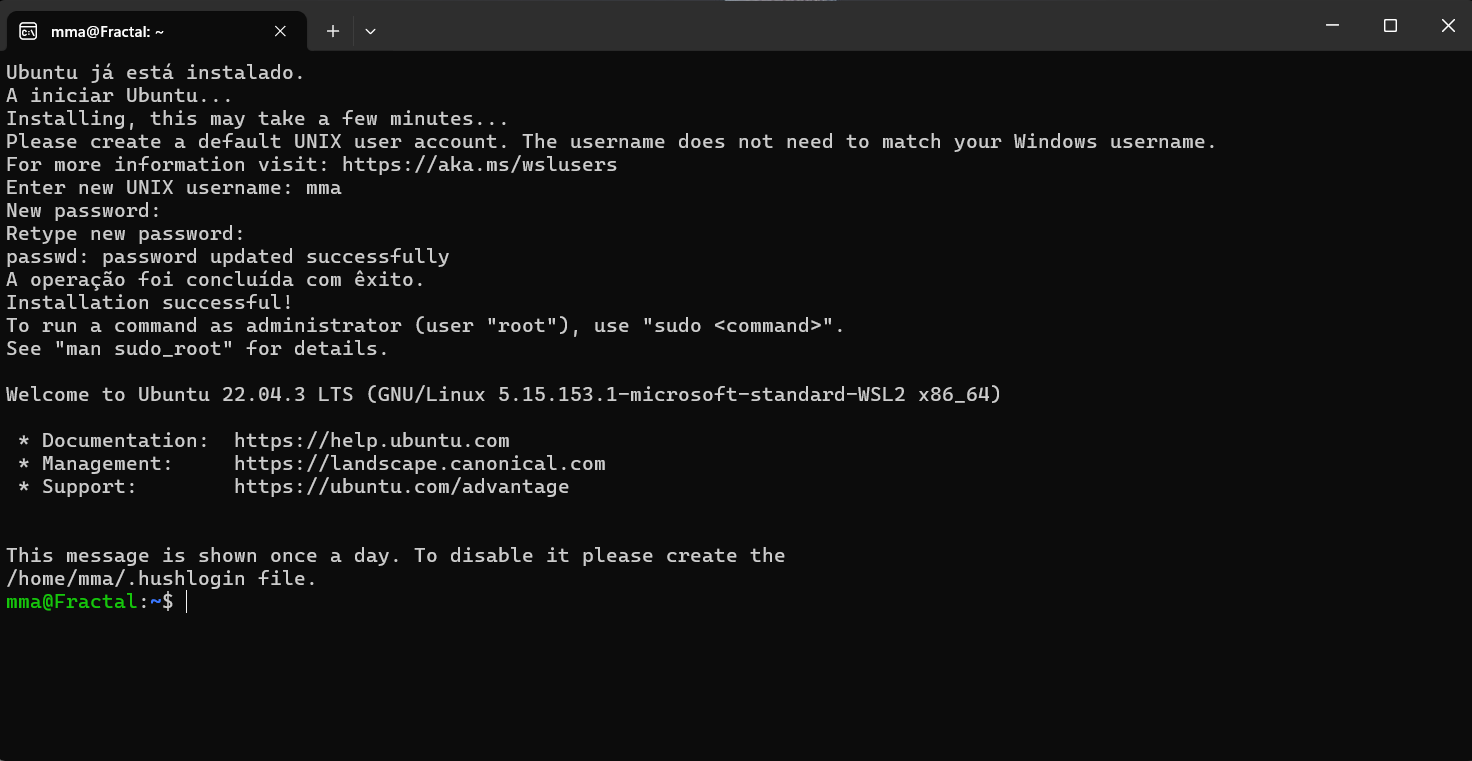 mma@Fractal: ~
Ubuntu já está instalado.
A iniciar Ubuntu...
Installing, this may take a few minutes...
Please create a default UNIX user account. The username does not need to match your Windows username.
For more information visit: https://aka.ms/wslusers
Enter new UNIX username: mma
New password:
Retype new password:
passwd: password updated successfully
A operação foi concluída com êxito.
Installation successful!
To run a command as administrator (user "root"), use "sudo <command>".
See "man sudo_root" for details.

Welcome to Ubuntu 22.04.3 LTS (GNU/Linux 5.15.153.1-microsoft-standard-WSL2 x86_64)

 * Documentation:  https://help.ubuntu.com
 * Management:     https://landscape.canonical.com
 * Support:        https://ubuntu.com/advantage


This message is shown once a day. To disable it please create the
/home/mma/.hushlogin file.
mma@Fractal:~$